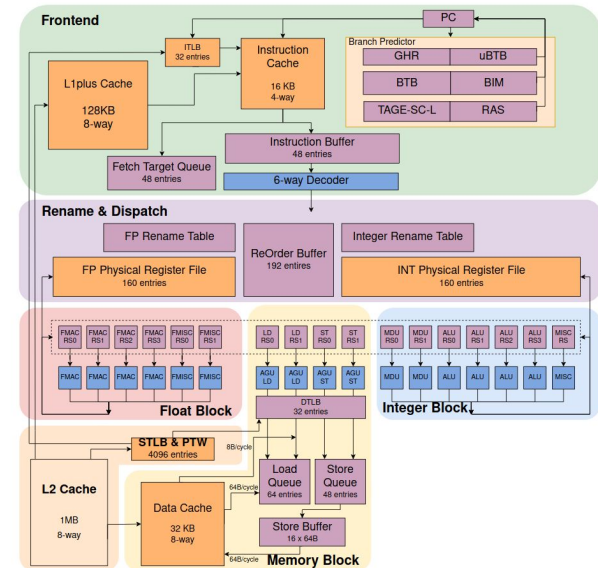 Frontend
PC
ITLB
32 entries
Instruction
Cache
16 KB
4-way
Branch Predictor
GHR
uBTB
BTB
BIM
TAGE-SC-L
RAS
L1plus Cache
128KB
8-way
Instruction Buffer
48 entries
Fetch Target Queue
48 entries
6-way Decoder
Rename & Dispatch
FP Rename Table
ReOrder Buffer
192 entires
Integer Rename Table
FP Physical Register File
160 entries
INT Physical Register File
160 entries
FMAC
RS0
FMAC
RS1
FMAC
RS2
FMAC
RS3
FMISC
RS0
FMISC
RS1
LD
RS0
LD
RS1
ST
RS0
ST
RS1
MDU
RS0
MDU
RS1
ALU
RS0
ALU
RS1
ALU
RS2
ALU
RS3
MISC
RS
FMAC
FMAC
FMAC
FMAC
FMISC
FMISC
AGU
LD
AGU
LD
AGU
ST
AGU
ST
MDU
MDU
ALU
ALU
ALU
ALU
MISC
Float Block
DTLB
32 entries
Integer Block
STLB & PTW
4096 entries
8B/cycle
L2 Cache
1MB
8-way
Data Cache
32 KB
8-way
64B/cycle
Load
Queue
64 entries
Store
Queue
48 entries
Store Buffer
16 x 64B
64B/cycle
Memory Block